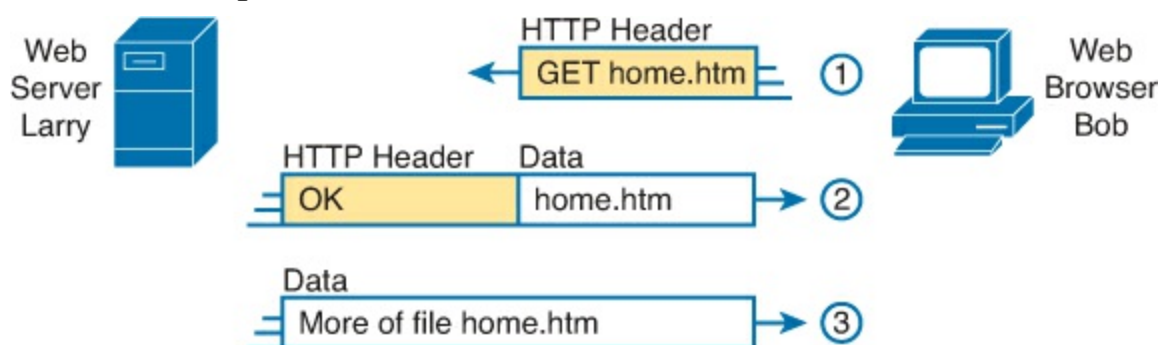 HTTP Header
Web
Server
Larry
GET home.htm
1
Web
Browser
Bob
HTTP Header Data
OK home.htm
2
Data
More of file home.htm
3